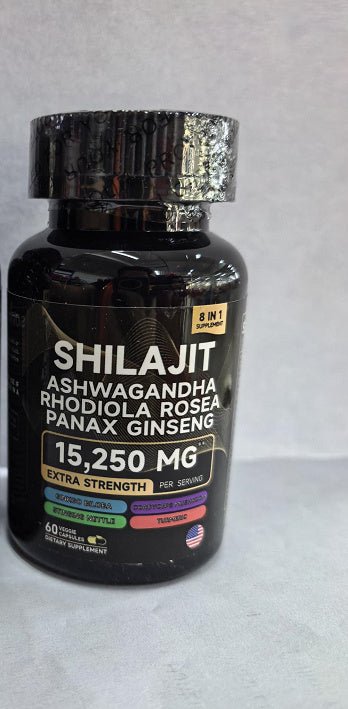 8 IN 1
SUPPLEMENT
SHILAJIT
ASHWAGANDHA
RHODIOLA ROSEA
PANAX GINSENG
15,250 MG**
EXTRA STRENGTH PER SERVING
GINKGO BILOBA
STINGING NETTLE TURMERIC
60 VEGGIE
CAPSULES
DIETARY SUPPLEMENT